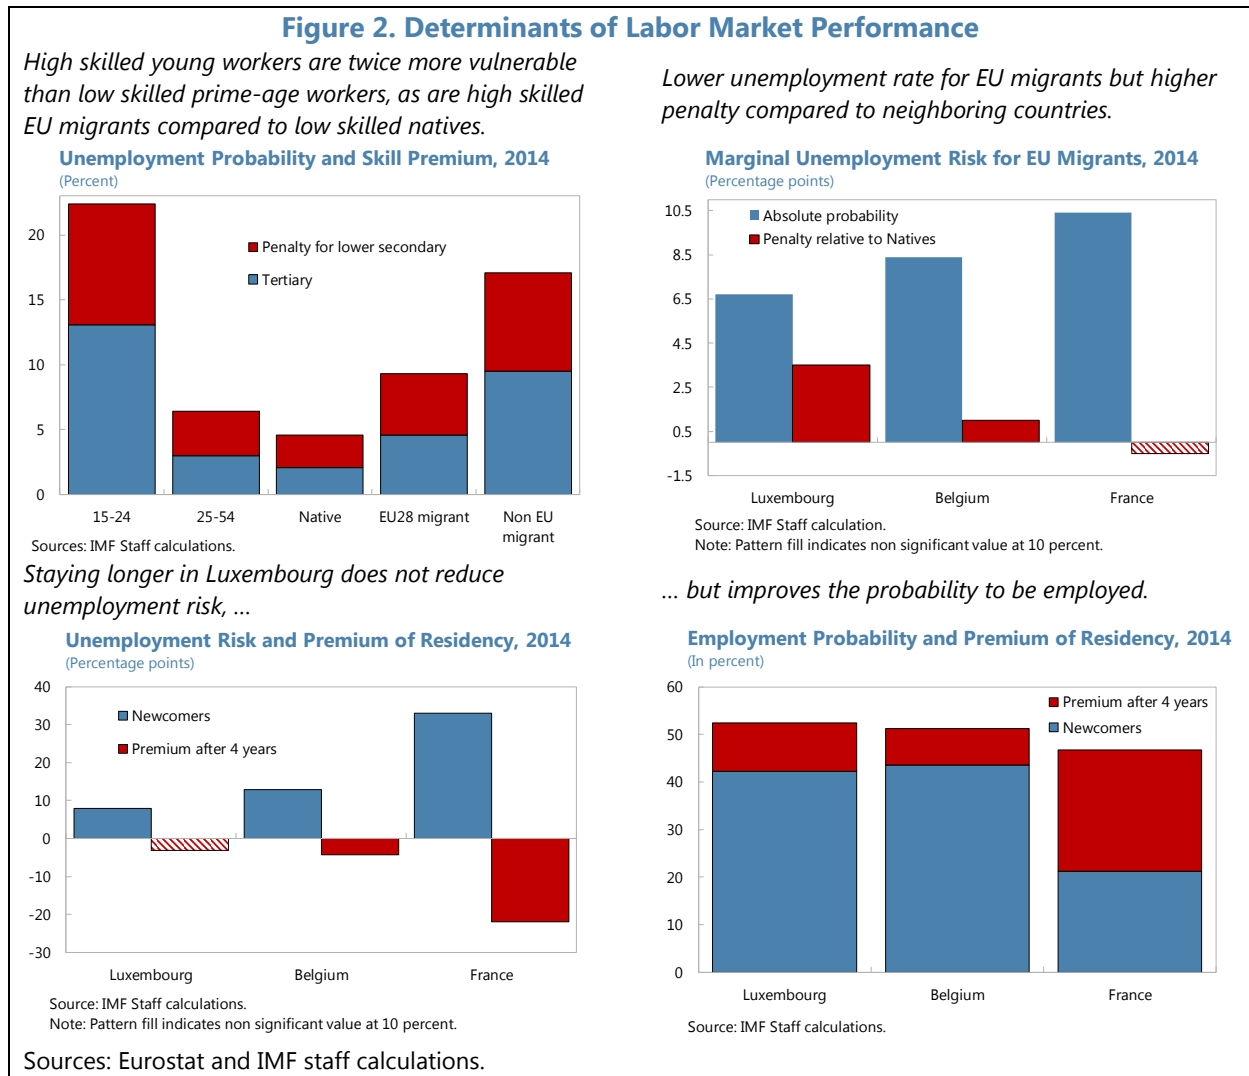 Figure 2. Determinants of Labor Market Performance
High skilled young workers are twice more vulnerable
than low skilled prime-age workers, as are high skilled
EU migrants compared to low skilled natives.
Unemployment Probability and Skill Premium, 2014
(Percent)
20
15
10
5
0
Penalty for lower secondary
Tertiary
15-24
25-54
Native
EU28 migrant
Non EU
migrant
Sources: IMF Staff calculations.
Lower unemployment rate for EU migrants but higher
penalty compared to neighboring countries.
Marginal Unemployment Risk for EU Migrants, 2014
(Percentage points)
10.5
8.5
6.5
4.5
2.5
0.5
-1.5
Absolute probability
Penalty relative to Natives
Luxembourg
Belgium
France
Source: IMF Staff calculation.
Note: Pattern fill indicates non significant value at 10 percent.
Staying longer in Luxembourg does not reduce
unemployment risk, ...
Unemployment Risk and Premium of Residency, 2014
(Percentage points)
40
30
20
10
0
-10
-20
-30
Newcomers
Premium after 4 years
Luxembourg
Belgium
France
Source: IMF Staff calculations.
Note: Pattern fill indicates non significant value at 10 percent.
... but improves the probability to be employed.
Employment Probability and Premium of Residency, 2014
(In percent)
60
50
40
30
20
10
0
Premium after 4 years
Newcomers
Luxembourg
Belgium
France
Source: IMF Staff calculations.
Sources: Eurostat and IMF staff calculations.